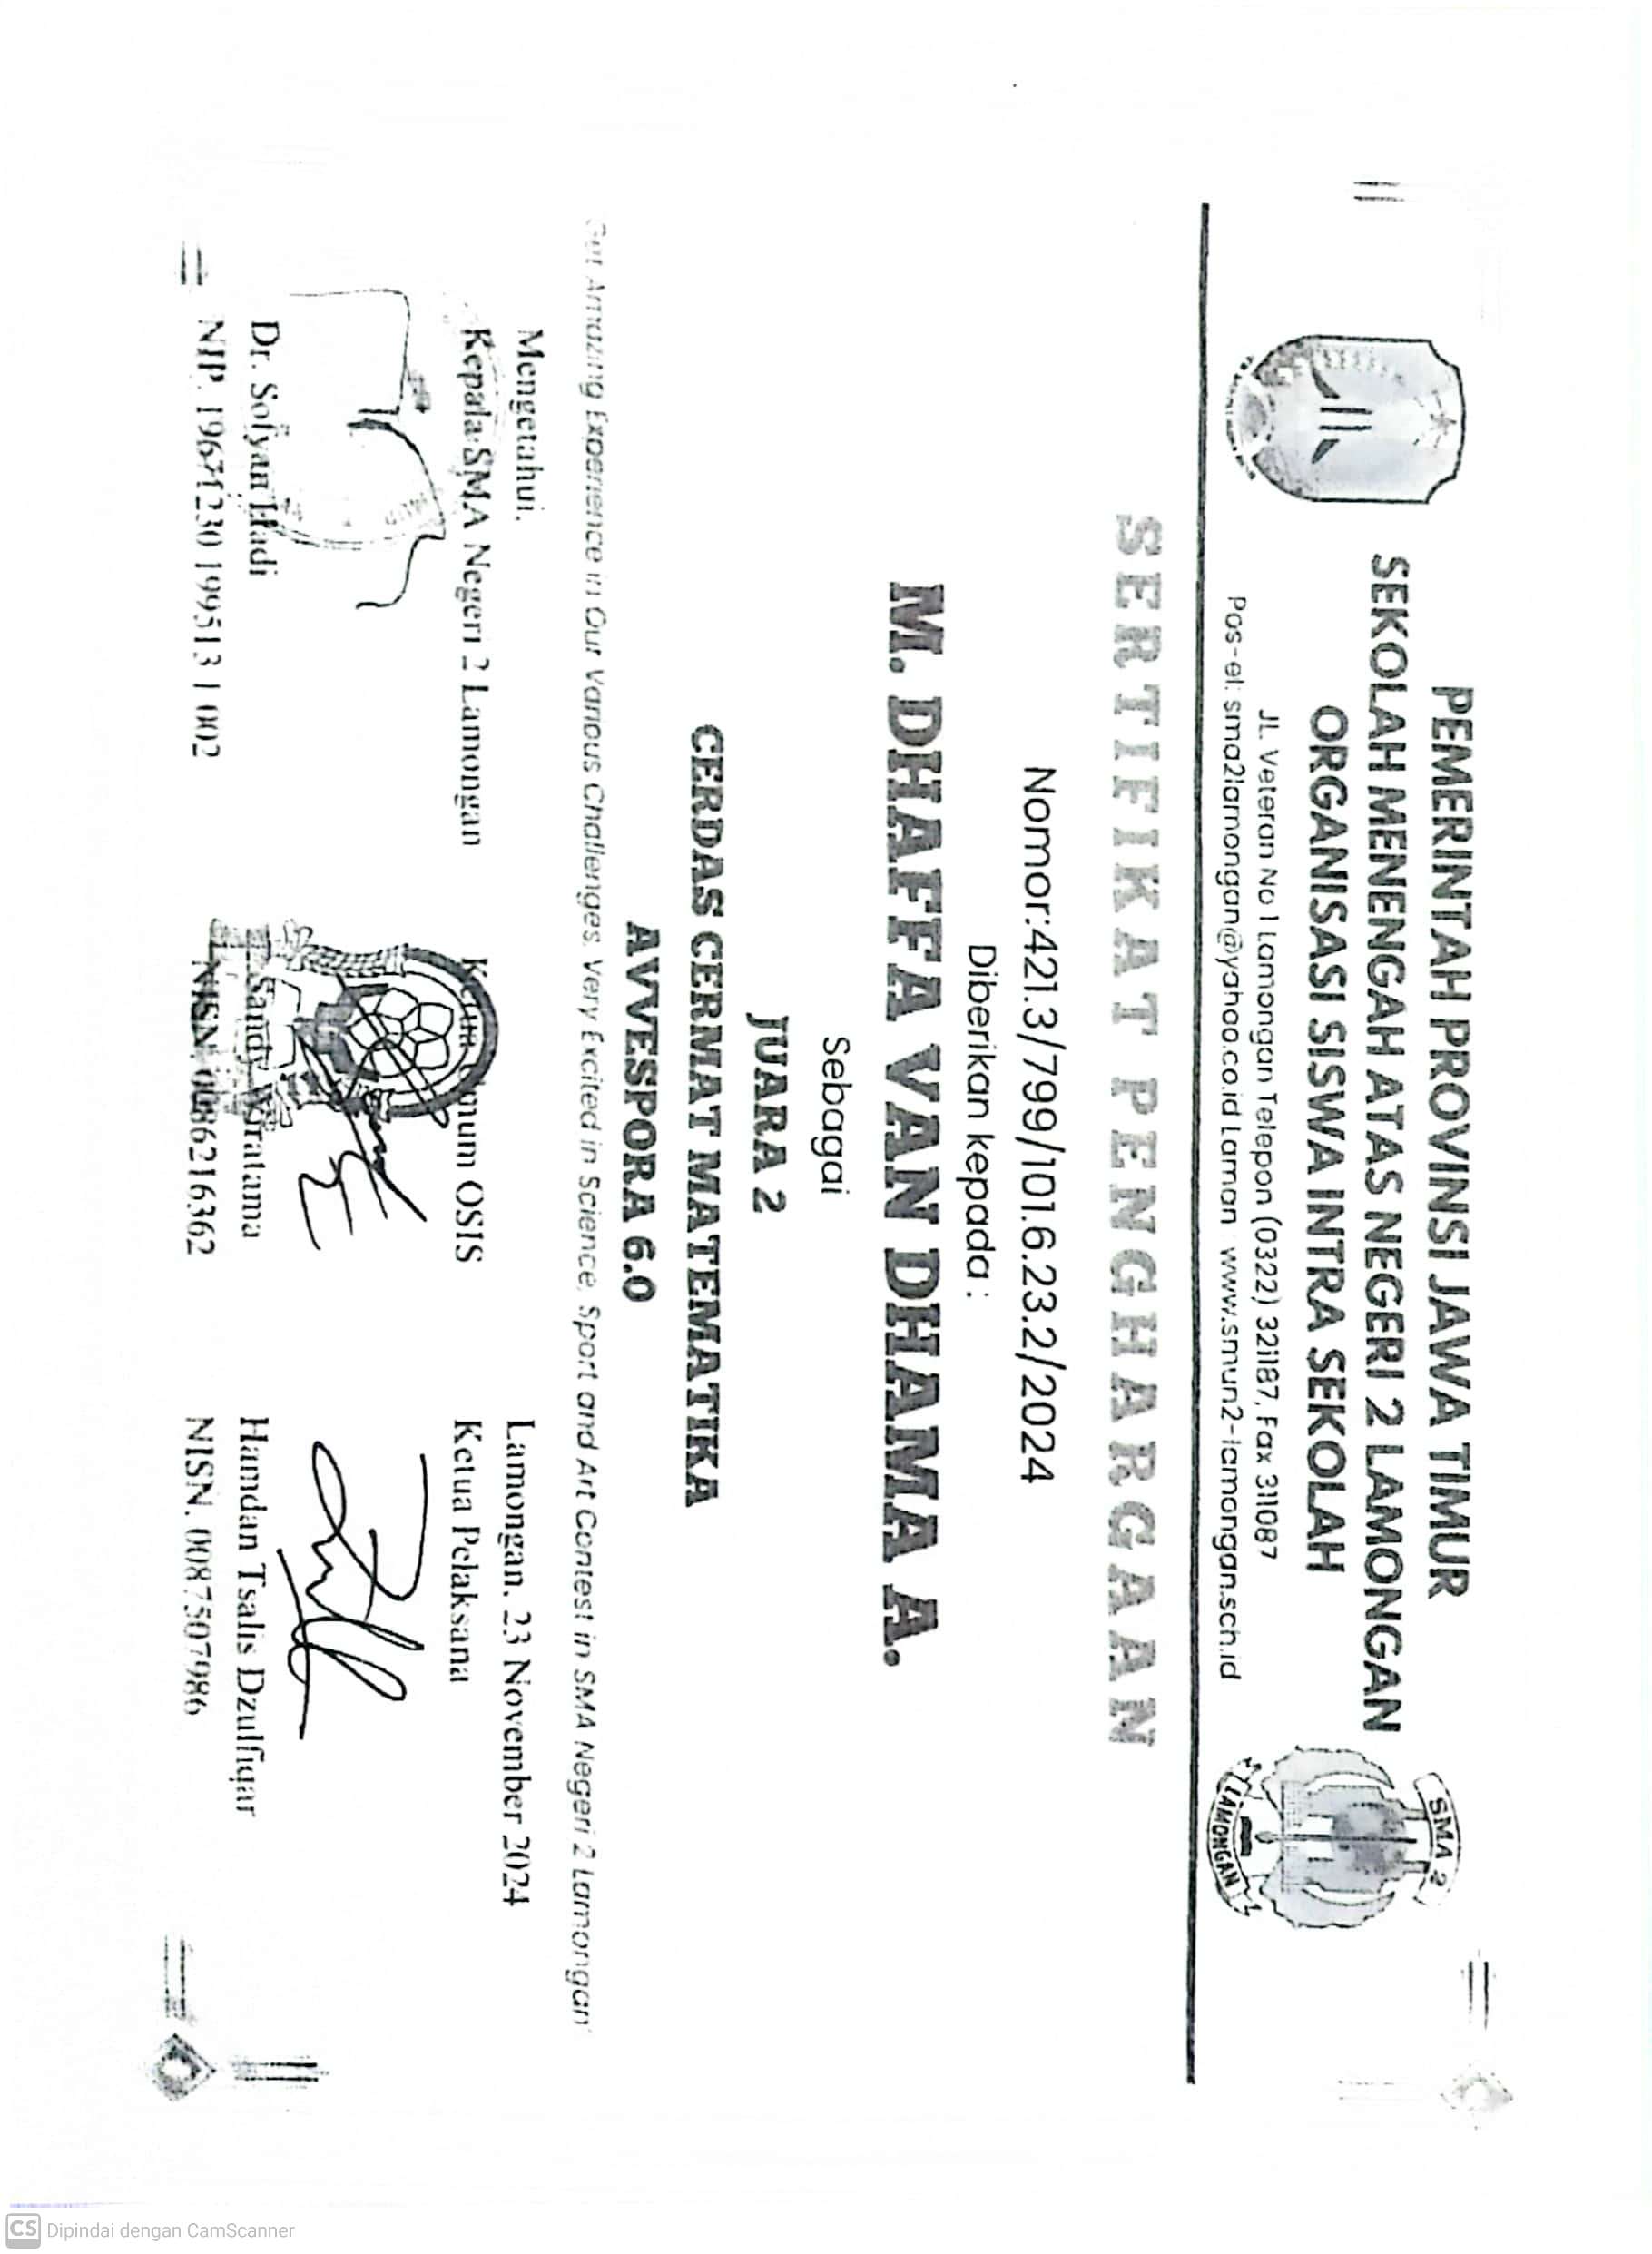 PEMERINTAH PROVINSI JAWA TIMUR
SEKOLAH MENENGAH ATAS NEGERI 2 LAMONGAN
ORGANISASI SISWA INTRA SEKOLAH
JL. Veteran No 1 Lamongan Telepon (0322) 321187, Fax 311087
Pos-el: sma2lamongan@yahoo.co.id Laman : www.smun2-lamongan.sch.id
SMA 2
LAMONGAN
SERTIFIKAT PENGHARGAAN
Nomor:421.3/799/101.6.23.2/2024
Diberikan kepada :
M. DHAFFA VAN DHAMA A.
Sebagai
JUARA 2
CERDAS CERMAT MATEMATIKA
AVVESPORA 6.0
Amazing Experience in Our Various Challenges, Very Excited in Science, Sport and Art Contest in SMA Negeri 2 Lamongan
Mengetahui,
Kepala SMA Negeri 2 Lamongan
Dr. Sofyan Hadi
NIP. 19671230 199513 1 002
Ketua Umum OSIS
Sandy Pratama
NISN. 0086216362
Lamongan, 23 November 2024
Ketua Pelaksana
Hamdan Tsalis Dzulfiqar
NISN. 0087507986
CS Dipindai dengan CamScanner